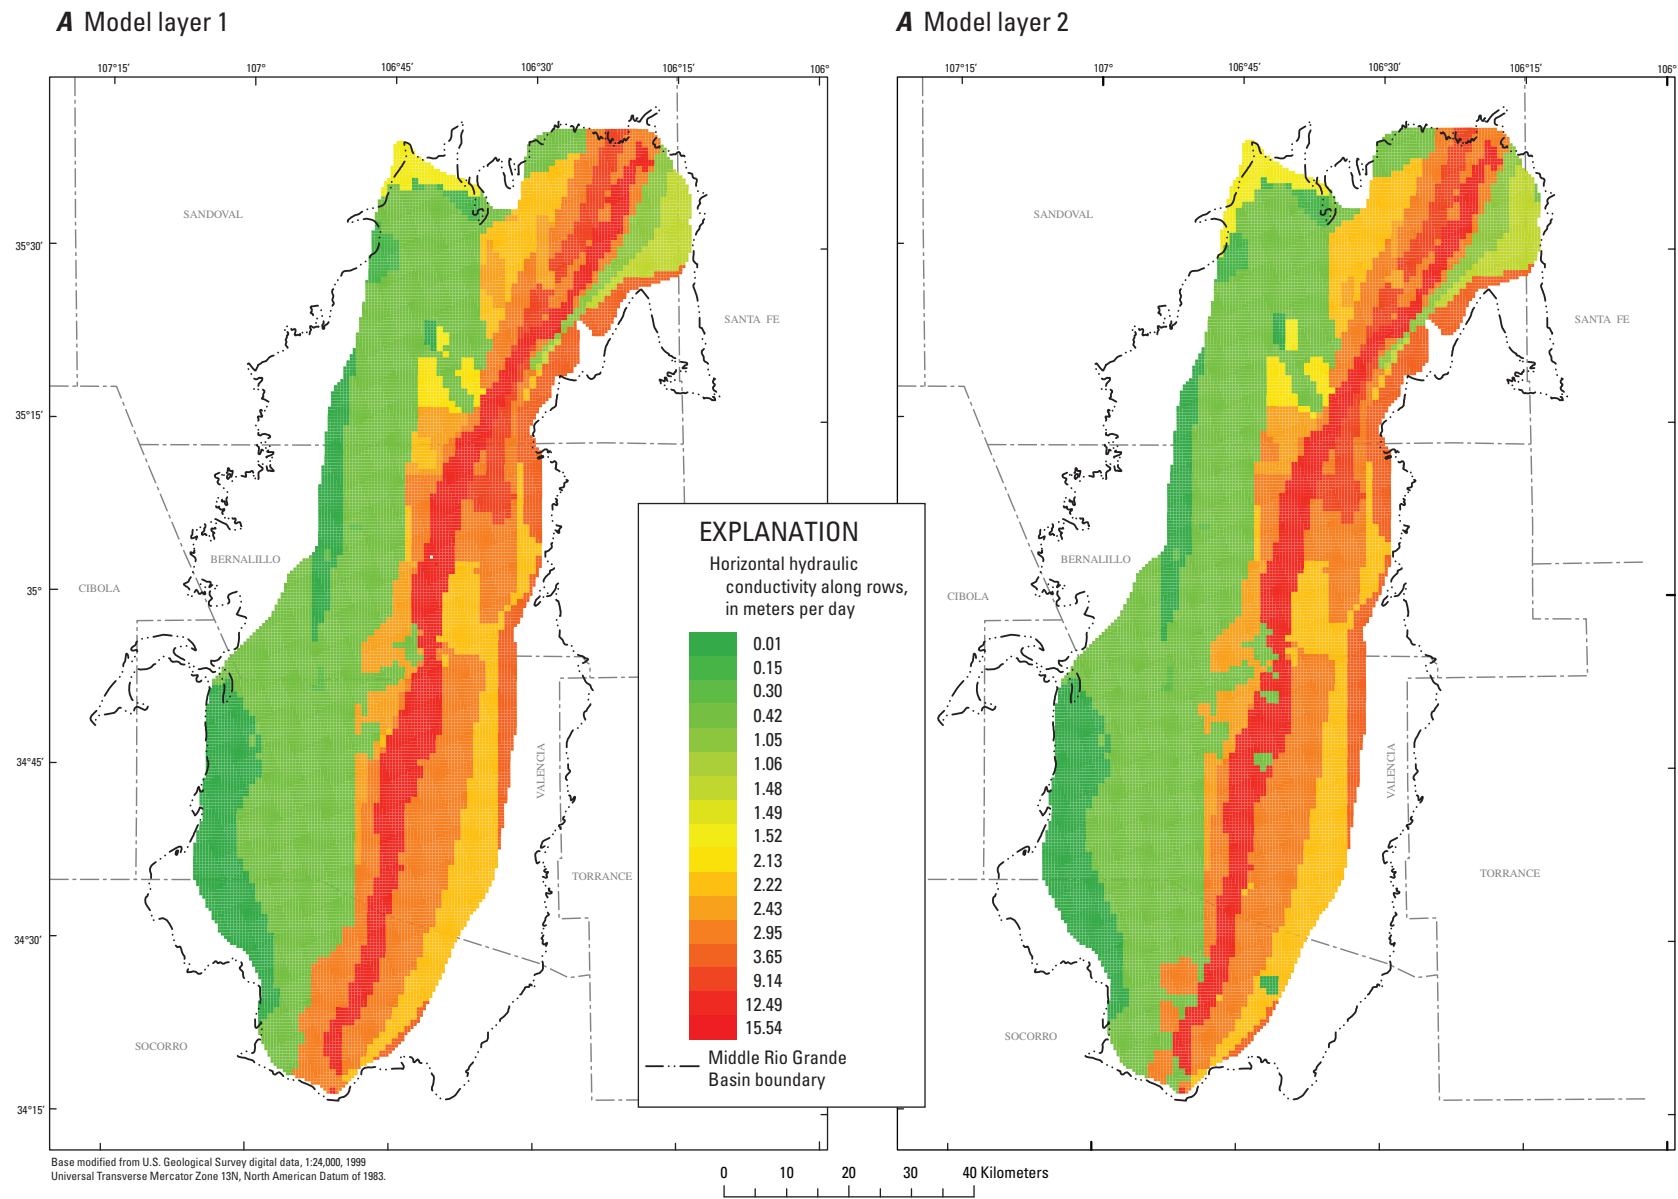 A Model layer 1
107°15′ 107° 106°45′ 106°30′ 106°15′ 106°
35°30′
35°15′
35°
34°45′
34°30′
34°15′
SANDOVAL
SANTA FE
BERNALILLO
CIBOLA
VALENCIA
TORRANCE
SOCORRO
A Model layer 2
107°15′ 107° 106°45′ 106°30′ 106°15′ 106°
SANDOVAL
SANTA FE
BERNALILLO
CIBOLA
VALENCIA
TORRANCE
SOCORRO
EXPLANATION
Horizontal hydraulic
conductivity along rows,
in meters per day
0.01
0.15
0.30
0.42
1.05
1.06
1.48
1.49
1.52
2.13
2.22
2.43
2.95
3.65
9.14
12.49
15.54
Middle Rio Grande
Basin boundary
Base modified from U.S. Geological Survey digital data, 1:24,000, 1999
Universal Transverse Mercator Zone 13N, North American Datum of 1983.
0 10 20 30 40 Kilometers